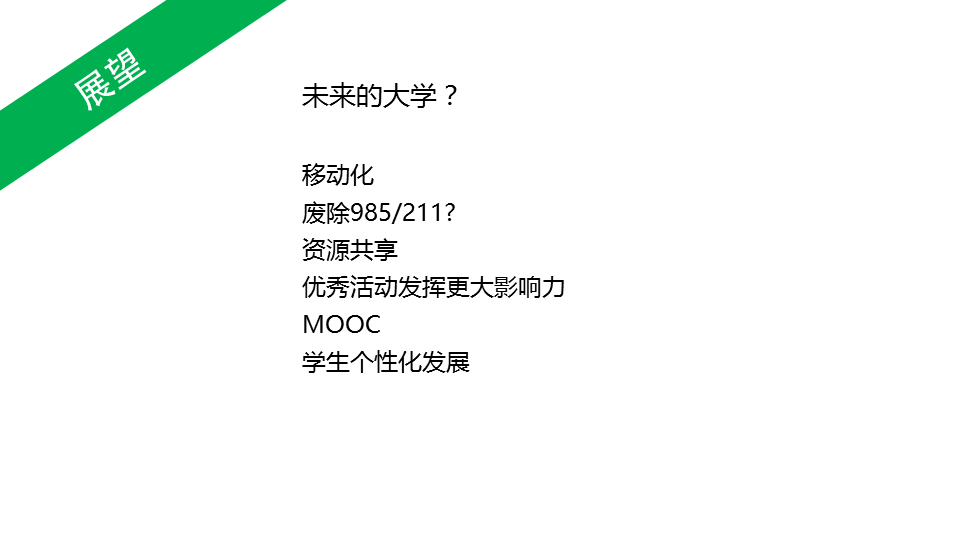 展望
未来的大学？
移动化
废除985/211?
资源共享
优秀活动发挥更大影响力
MOOC
学生个性化发展